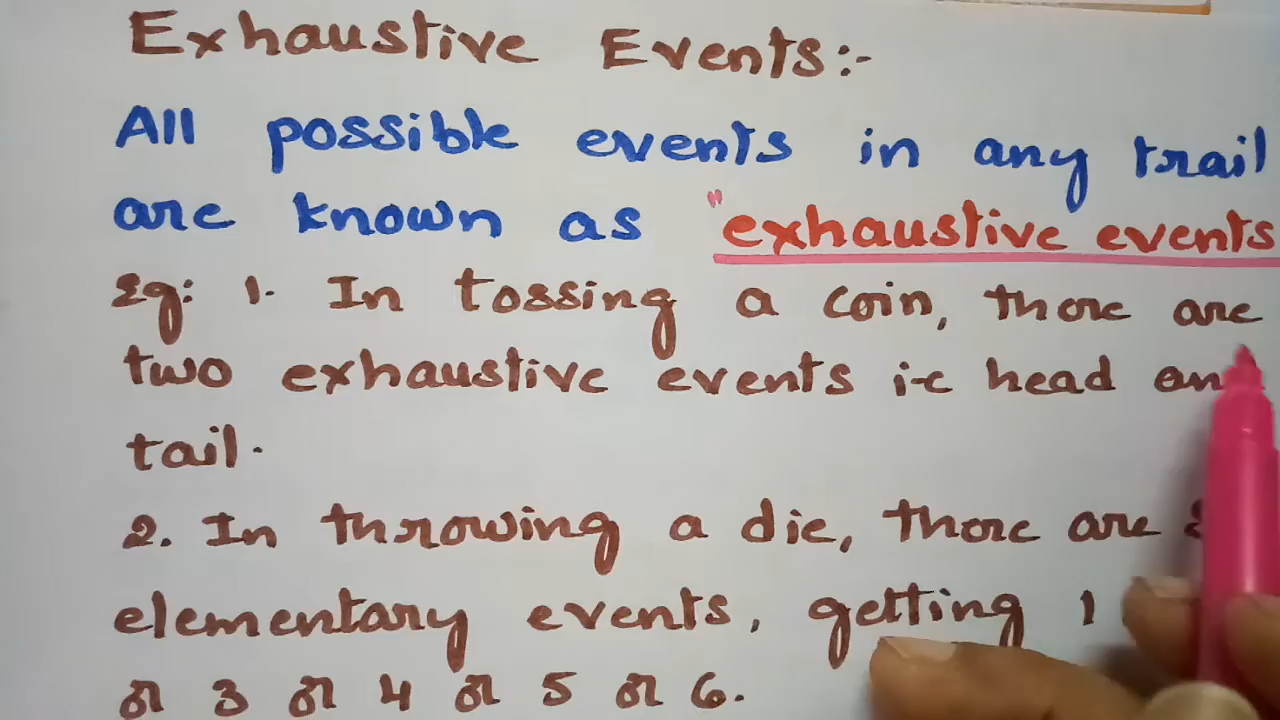 Exhaustive Events:-
All possible events in any trail
are known as "exhaustive events
Eg: 1. In tossing a coin, there are
two exhaustive events i-e head an
tail.
2. In throwing a die, there are
elementary events, getting 1
or 3 or 4 or 5 or 6.